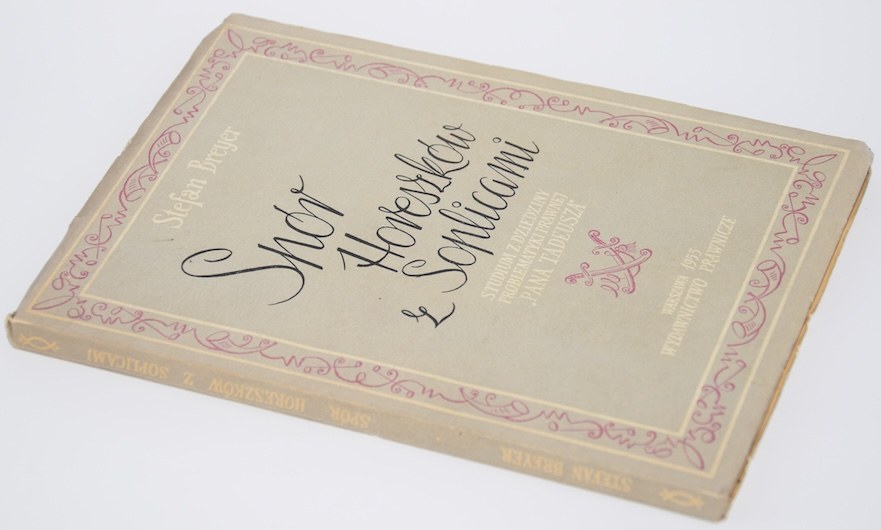 Stefan Breyer
Spór
Horeszków
z Soplicami
STUDIUM Z DZIEDZINY
PROBLEMATYKI PRAWNEJ
„PANA TADEUSZA”
WARSZAWA 1955
WYDAWNICTWO PRAWNICZE
STEFAN BREYER SPÓR HORESZKÓW Z SOPLICAMI